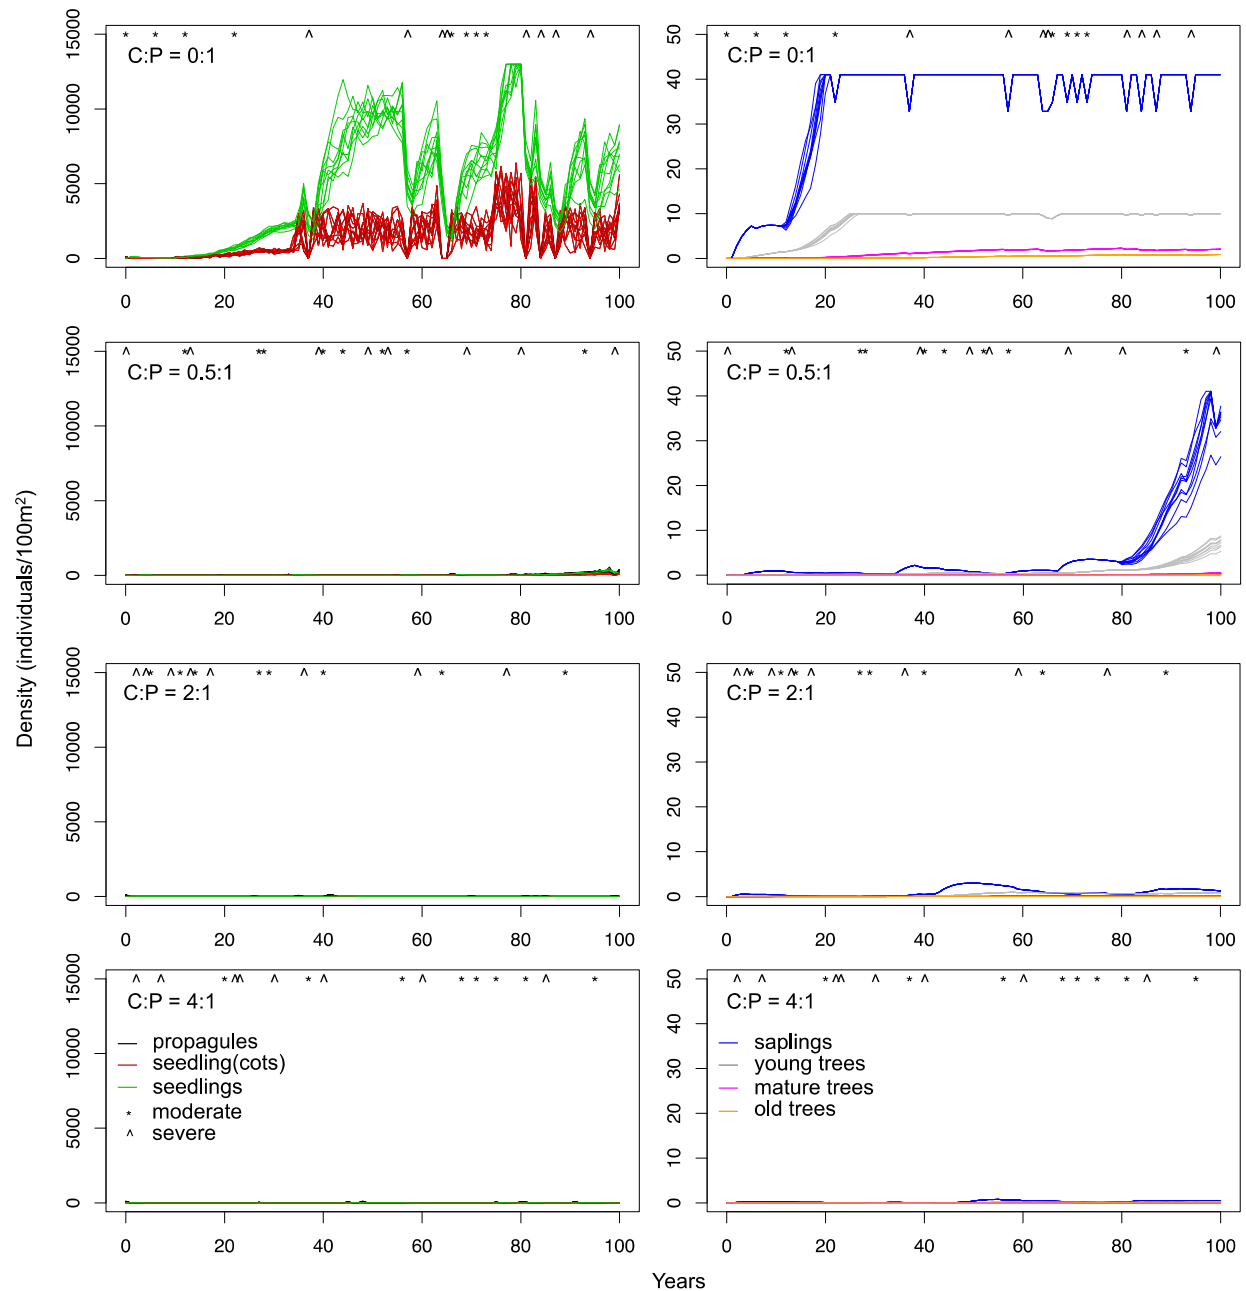 15000
10000
5000
0
C:P = 0:1
* * * * ^ ^ ^ ^ * * * * ^ ^ ^ ^
0 20 40 60 80 100
50
40
30
20
10
0
C:P = 0:1
* * * * ^ ^ ^ ^ * * * * ^ ^ ^ ^
0 20 40 60 80 100
15000
10000
5000
0
C:P = 0.5:1
^ * ^ * * ^ * * ^ * ^ * ^ ^ * ^
0 20 40 60 80 100
50
40
30
20
10
0
C:P = 0.5:1
^ * ^ * * ^ * * ^ * ^ * ^ ^ * ^
0 20 40 60 80 100
Density (individuals/100m²)
15000
10000
5000
0
C:P = 2:1
^ ^ * ^ * ^ * ^ * * ^ * ^ * ^ *
0 20 40 60 80 100
50
40
30
20
10
0
C:P = 2:1
^ ^ * ^ * ^ * ^ * * ^ * ^ * ^ *
0 20 40 60 80 100
15000
10000
5000
0
C:P = 4:1
^ ^ * ^ ^ ^ * ^ * ^ * * * * ^ *
propagules
seedling(cots)
seedlings
* moderate
^ severe
0 20 40 60 80 100
50
40
30
20
10
0
C:P = 4:1
^ ^ * ^ ^ ^ * ^ * ^ * * * * ^ *
saplings
young trees
mature trees
old trees
0 20 40 60 80 100
Years